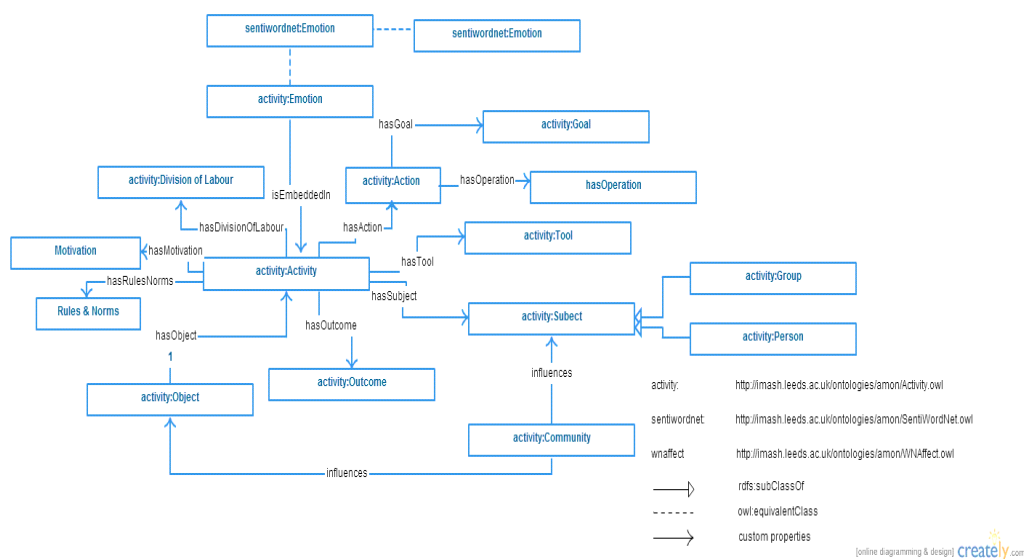 sentiwordnet:Emotion
sentiwordnet:Emotion
activity:Emotion
hasGoal
activity:Goal
activity:Division of Labour
activity:Action
hasOperation
hasOperation
isEmbeddedIn
hasDivisionOfLabour
hasAction
activity:Tool
Motivation
hasMotivation
hasTool
activity:Activity
activity:Group
hasRulesNorms
hasSubject
Rules & Norms
activity:Subect
hasOutcome
hasObject
activity:Person
1
influences
activity:Outcome
activity:Object
activity: http://imash.leeds.ac.uk/ontologies/amon/Activity.owl
sentiwordnet: http://imash.leeds.ac.uk/ontologies/amon/SentiWordNet.owl
activity:Community
wnaffect http://imash.leeds.ac.uk/ontologies/amon/WNAffect.owl
influences
rdfs:subClassOf
owl:equivalentClass
custom properties
[online diagramming & design] creately.com